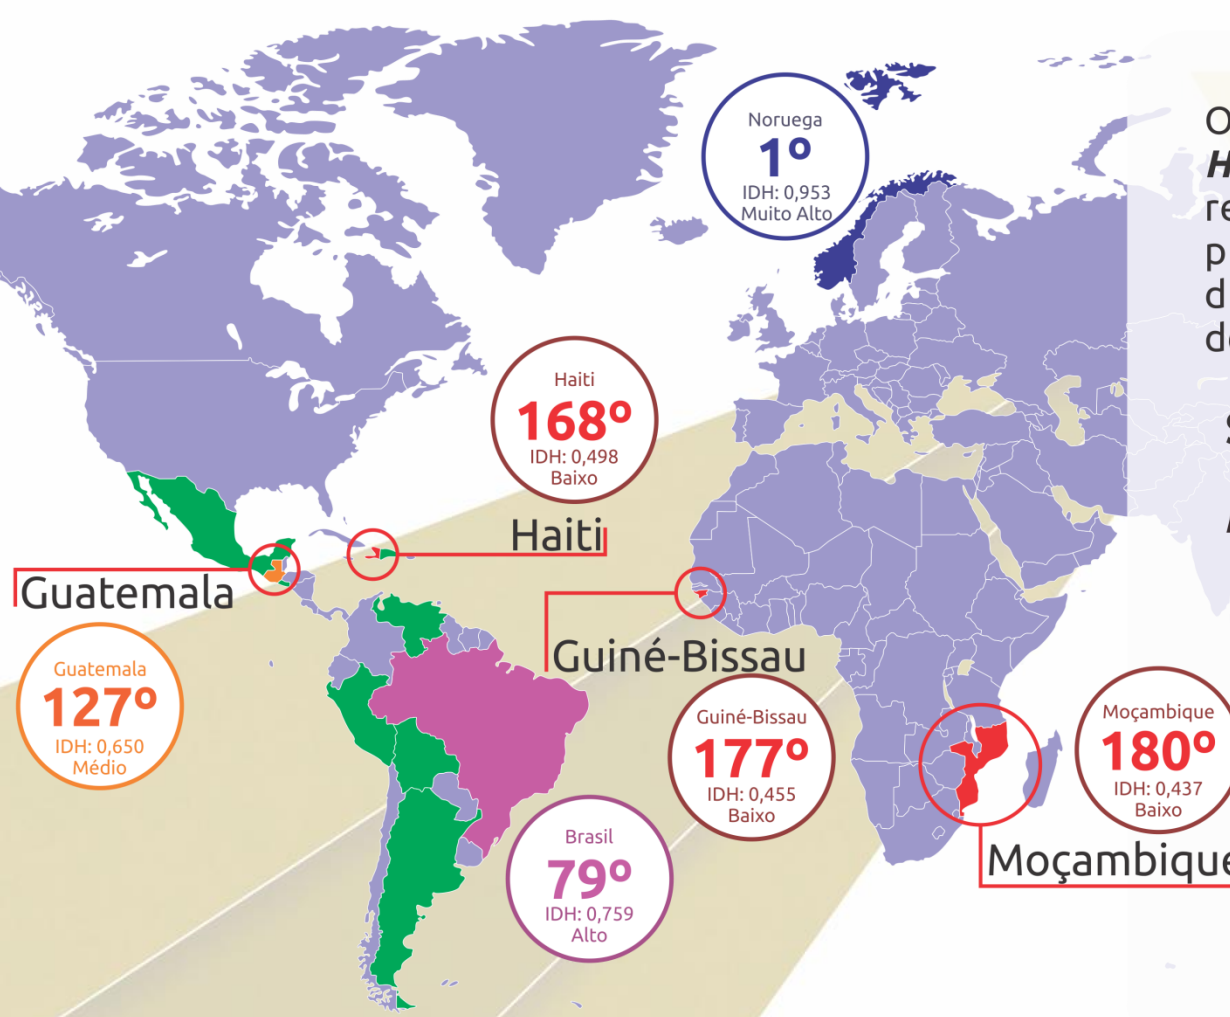 Noruega
1º
IDH: 0,953
Muito Alto
Haiti
168º
IDH: 0,498
Baixo
Haiti
Guatemala
Guatemala
127º
IDH: 0,650
Médio
Guiné-Bissau
Guiné-Bissau
177º
IDH: 0,455
Baixo
Moçambique
180º
IDH: 0,437
Baixo
Moçambique
Brasil
79º
IDH: 0,759
Alto